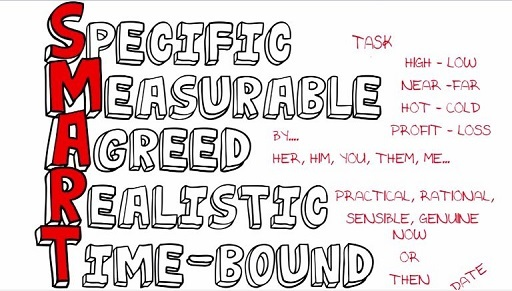 SPECIFIC
TASK
MEASURABLE
HIGH - LOW
NEAR -FAR
HOT - COLD
PROFIT - LOSS
AGREED
BY....
HER, HIM, YOU, THEM, ME...
REALISTIC
PRACTICAL, RATIONAL,
SENSIBLE, GENUINE
TIME-BOUND
NOW
OR
THEN
DATE